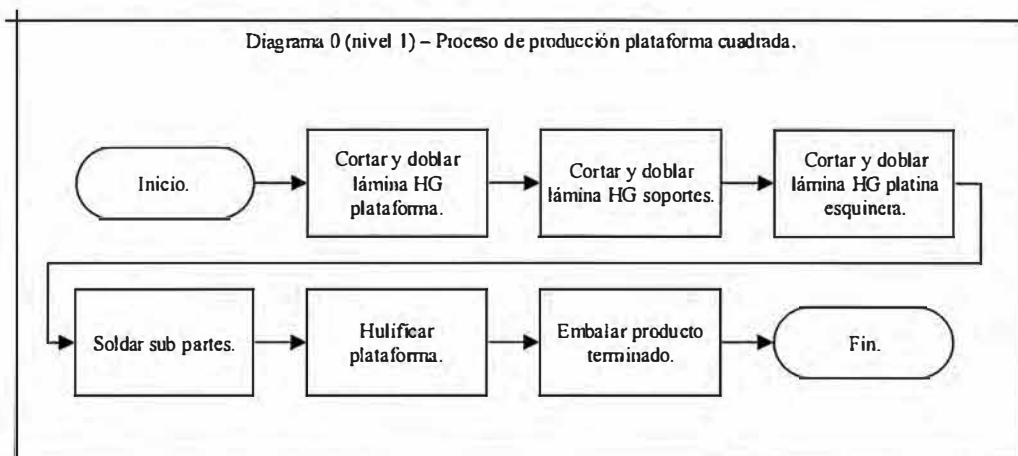 Diagrama 0 (nivel 1) – Proceso de producción plataforma cuadrada.
Inicio.
Cortar y doblar
lámina HG
plataforma.
Cortar y doblar
lámina HG soportes.
Cortar y doblar
lámina HG platina
esquinera.
Soldar sub partes.
Hulificar
plataforma.
Embalar producto
terminado.
Fin.